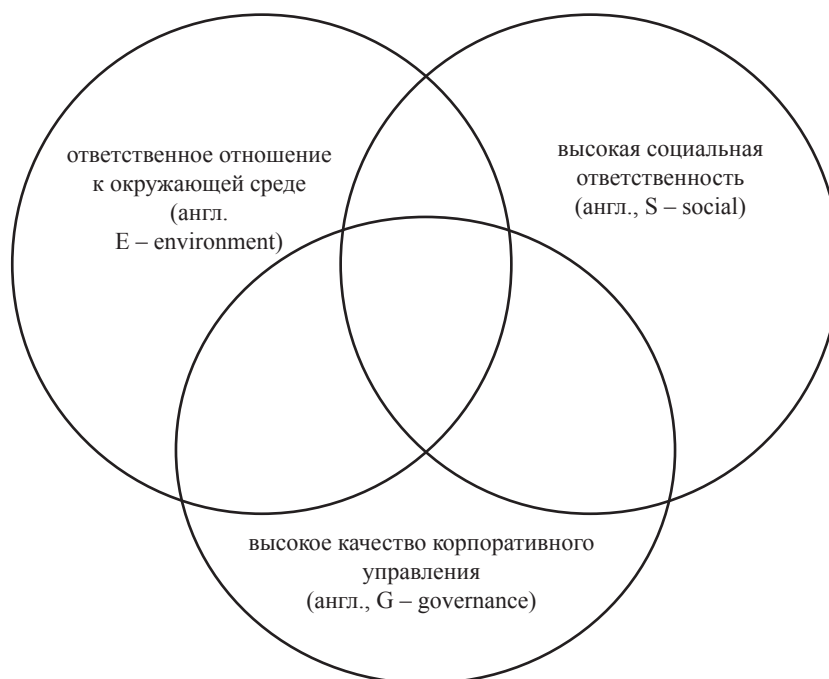 ответственное отношение
к окружающей среде
(англ.
E – environment)
высокая социальная
ответственность
(англ., S – social)
высокое качество корпоративного
управления
(англ., G – governance)